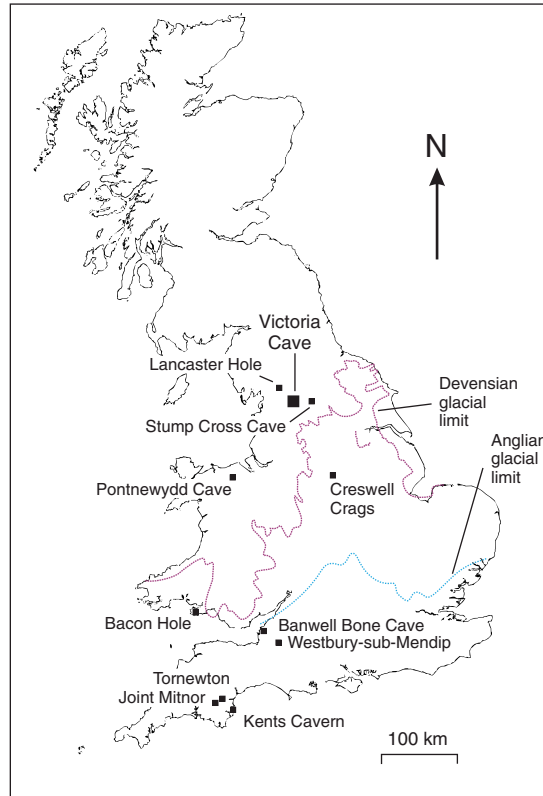 N
Victoria
Cave
Lancaster Hole
Stump Cross Cave
Devensian
glacial
limit
Anglian
glacial
limit
Pontnewydd Cave
Creswell
Crags
Bacon Hole
Banwell Bone Cave
Westbury-sub-Mendip
Tornewton
Joint Mitnor
Kents Cavern
100 km